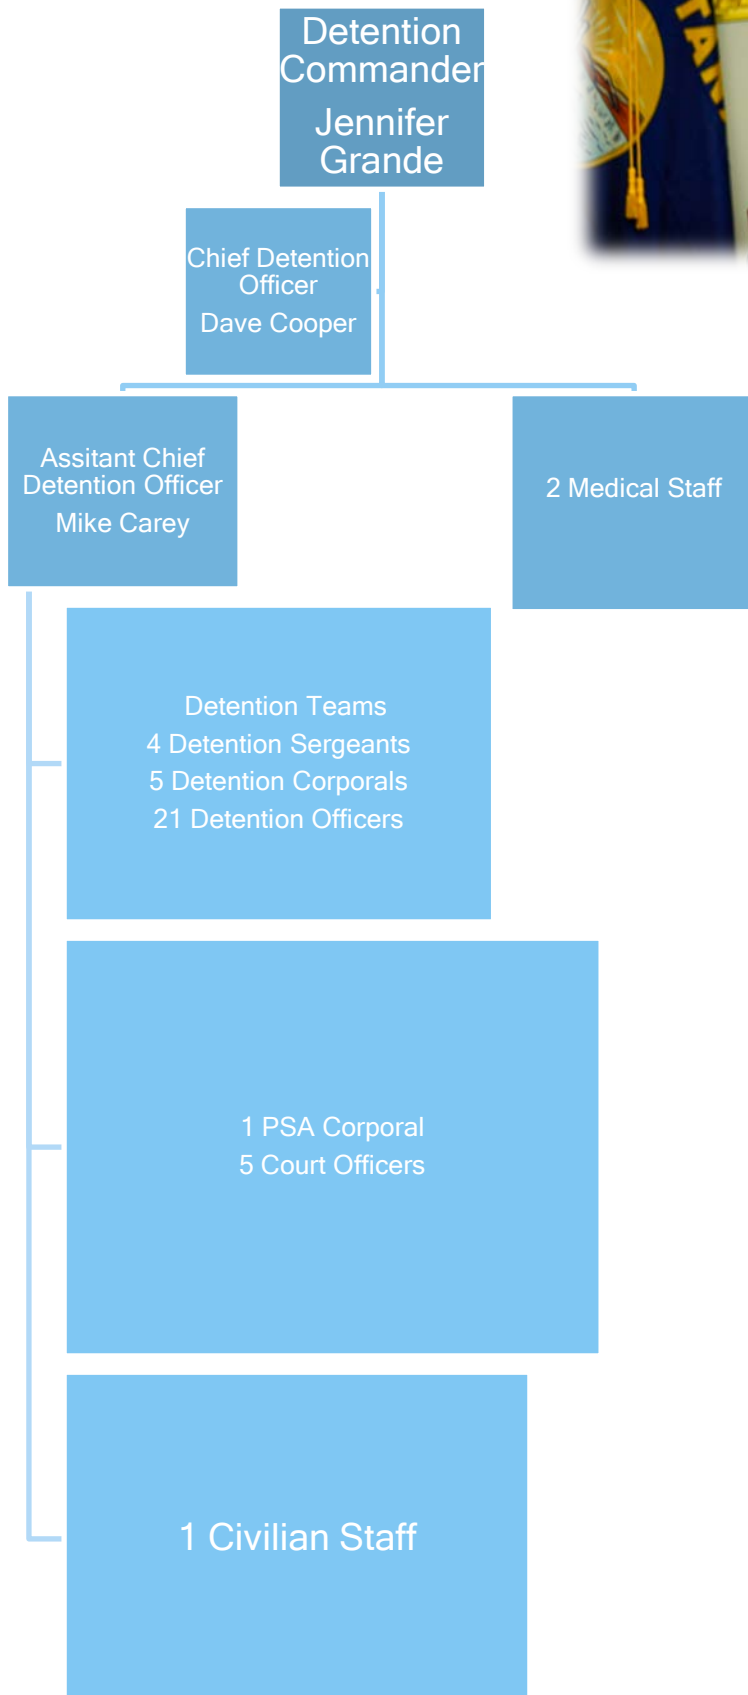 Detention
Commander
Jennifer
Grande
TAN
Chief Detention
Officer
Dave Cooper
Assitant Chief
Detention Officer
Mike Carey
2 Medical Staff
Detention Teams
4 Detention Sergeants
5 Detention Corporals
21 Detention Officers
1 PSA Corporal
5 Court Officers
1 Civilian Staff